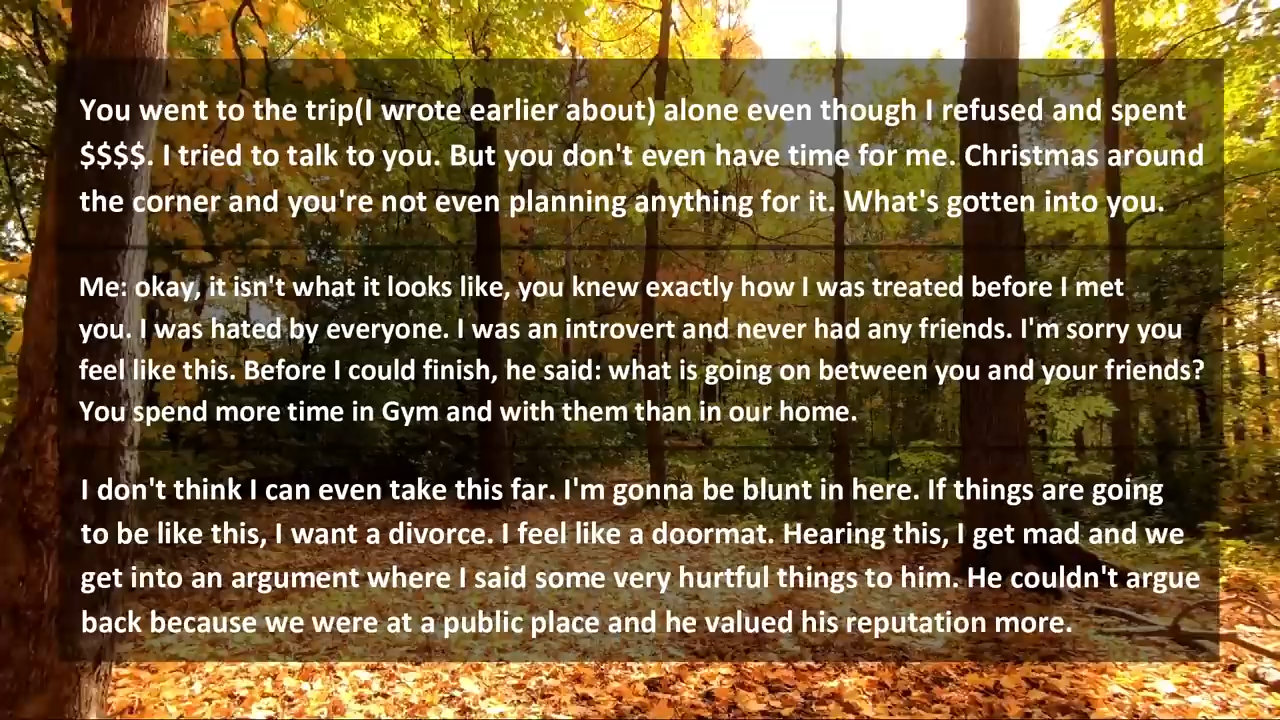 You went to the trip(I wrote earlier about) alone even though I refused and spent
$$$$. I tried to talk to you. But you don't even have time for me. Christmas around
the corner and you're not even planning anything for it. What's gotten into you.
Me: okay, it isn't what it looks like, you knew exactly how I was treated before I met
you. I was hated by everyone. I was an introvert and never had any friends. I'm sorry you
feel like this. Before I could finish, he said: what is going on between you and your friends?
You spend more time in Gym and with them than in our home.
I don't think I can even take this far. I'm gonna be blunt in here. If things are going
to be like this, I want a divorce. I feel like a doormat. Hearing this, I get mad and we
get into an argument where I said some very hurtful things to him. He couldn't argue
back because we were at a public place and he valued his reputation more.